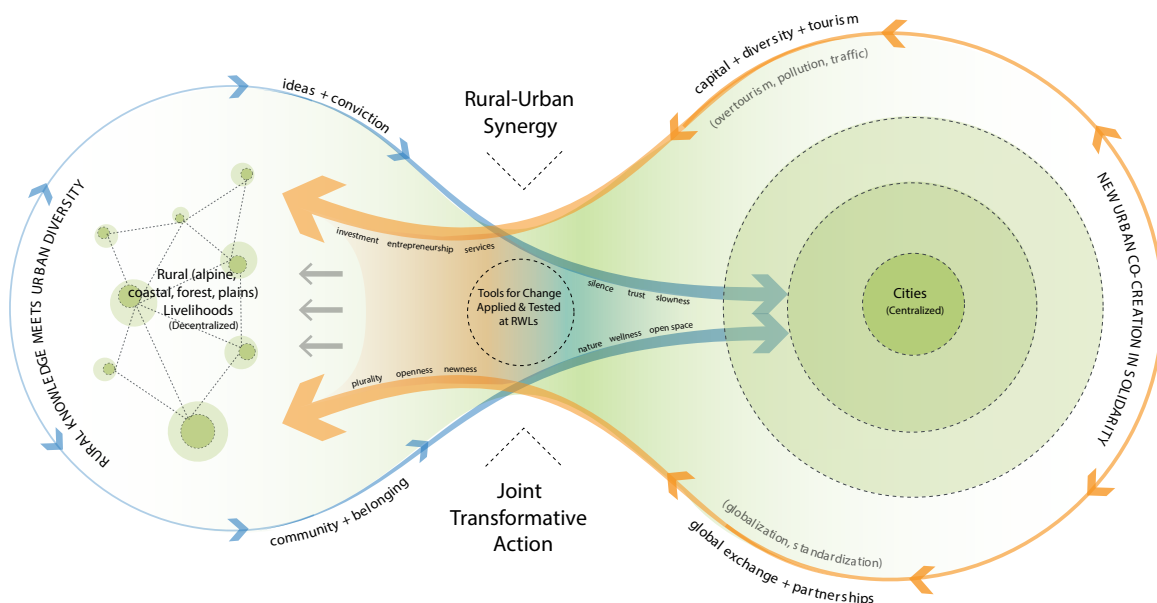 RURAL KNOWLEDGE MEETS URBAN DIVERSITY
ideas + conviction
Rural-Urban
Synergy
capital + diversity + tourism
(overtourism, pollution, traffic)
investment entrepreneurship services
Rural (alpine,
coastal, forest, plains)
Livelihoods
(Decentralized)
Tools for Change
Applied & Tested
at RWLs
silence trust slowness
nature wellness open space
Cities
(Centralized)
NEW URBAN CO-CREATION IN SOLIDARITY
plurality openness newness
community + belonging
Joint
Transformative
Action
(globalization, standardization)
global exchange + partnerships